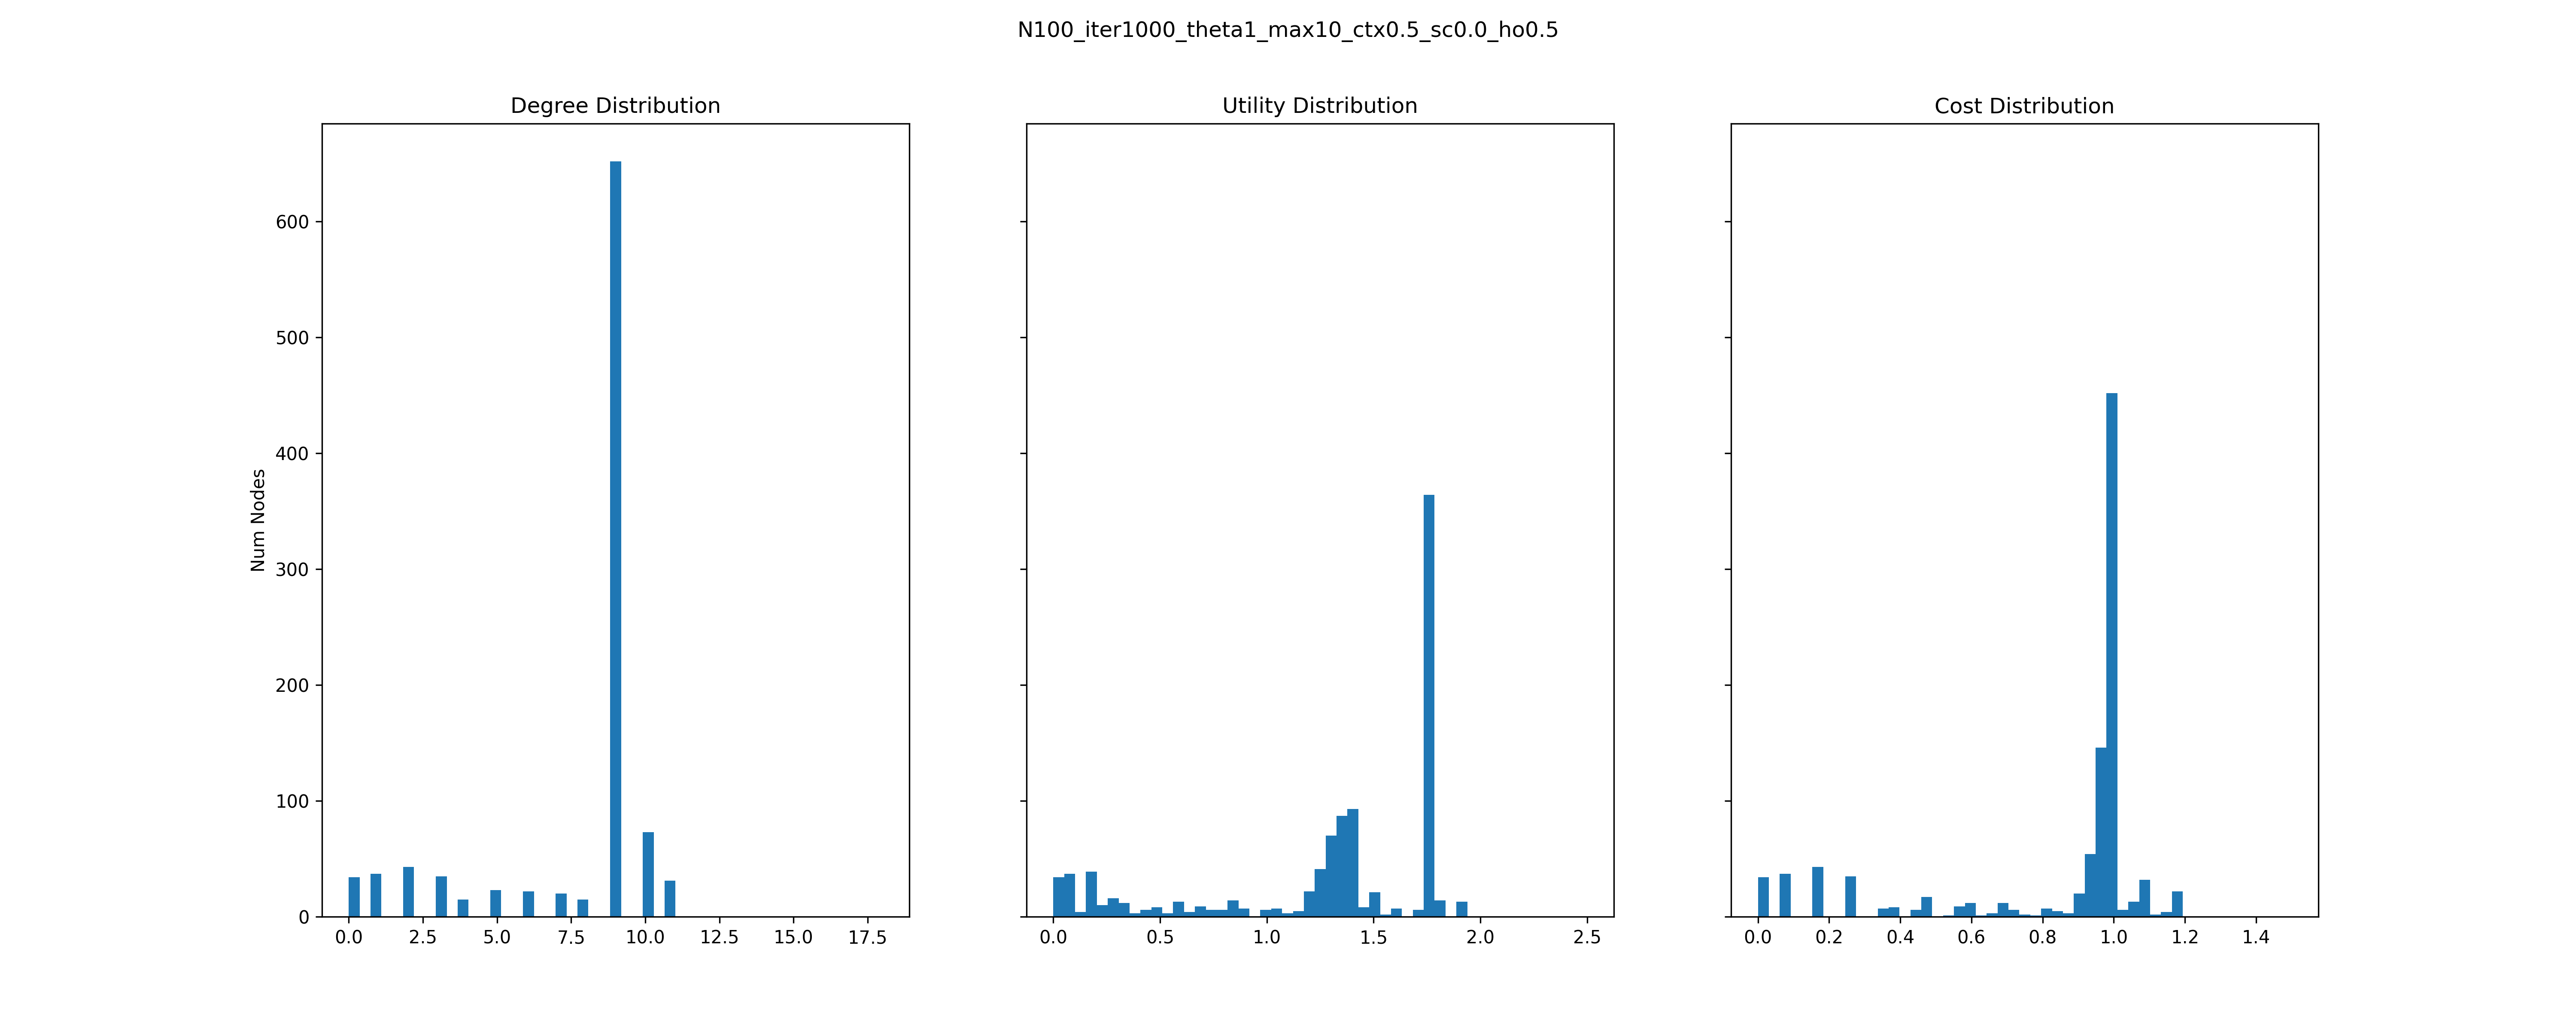 N100_iter1000_theta1_max10_ctx0.5_sc0.0_ho0.5
Degree Distribution
Utility Distribution
Cost Distribution
Num Nodes
600
500
400
300
200
100
0
0.0 2.5 5.0 7.5 10.0 12.5 15.0 17.5
0.0 0.5 1.0 1.5 2.0 2.5
0.0 0.2 0.4 0.6 0.8 1.0 1.2 1.4